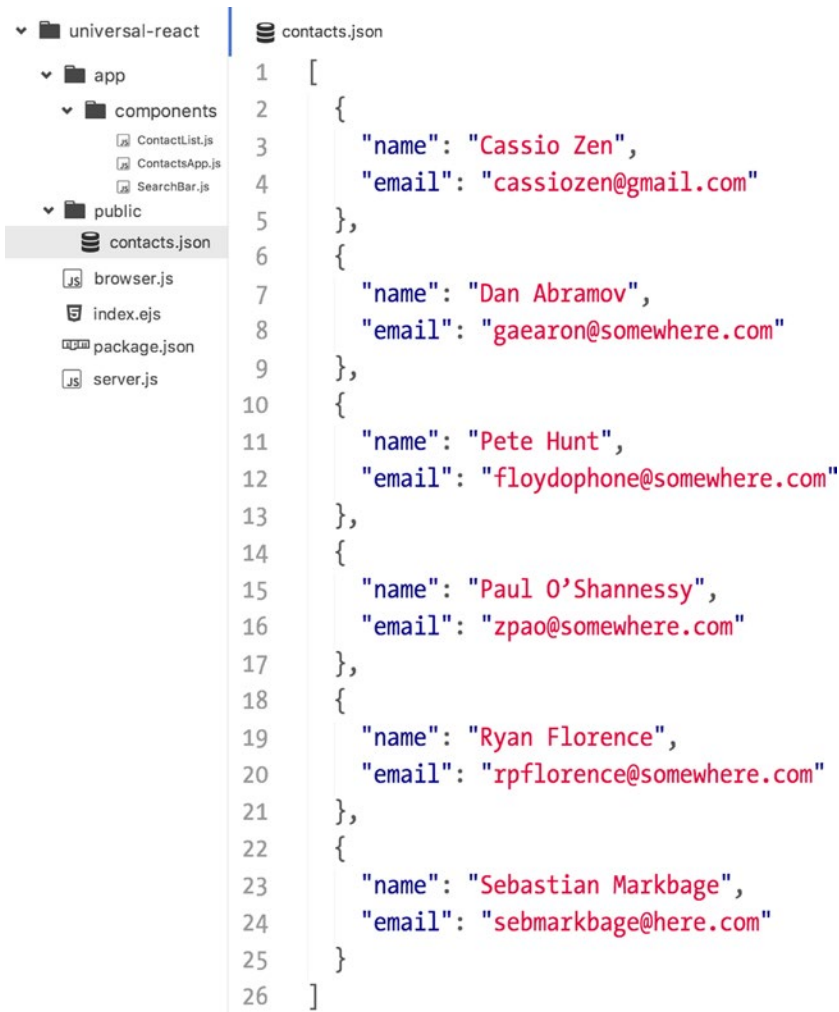 universal-react
app
components
ContactList.js
ContactsApp.js
SearchBar.js
public
contacts.json
JS browser.js
5 index.ejs
package.json
JS server.js
contacts.json
1 [
2 {
3 "name": "Cassio Zen",
4 "email": "cassiozen@gmail.com"
5 },
6 {
7 "name": "Dan Abramov",
8 "email": "gaearon@somewhere.com"
9 },
10 {
11 "name": "Pete Hunt",
12 "email": "floydophone@somewhere.com"
13 },
14 {
15 "name": "Paul O’Shannessy",
16 "email": "zpao@somewhere.com"
17 },
18 {
19 "name": "Ryan Florence",
20 "email": "rpflorence@somewhere.com"
21 },
22 {
23 "name": "Sebastian Markbage",
24 "email": "sebmarkbage@here.com"
25 }
26 ]